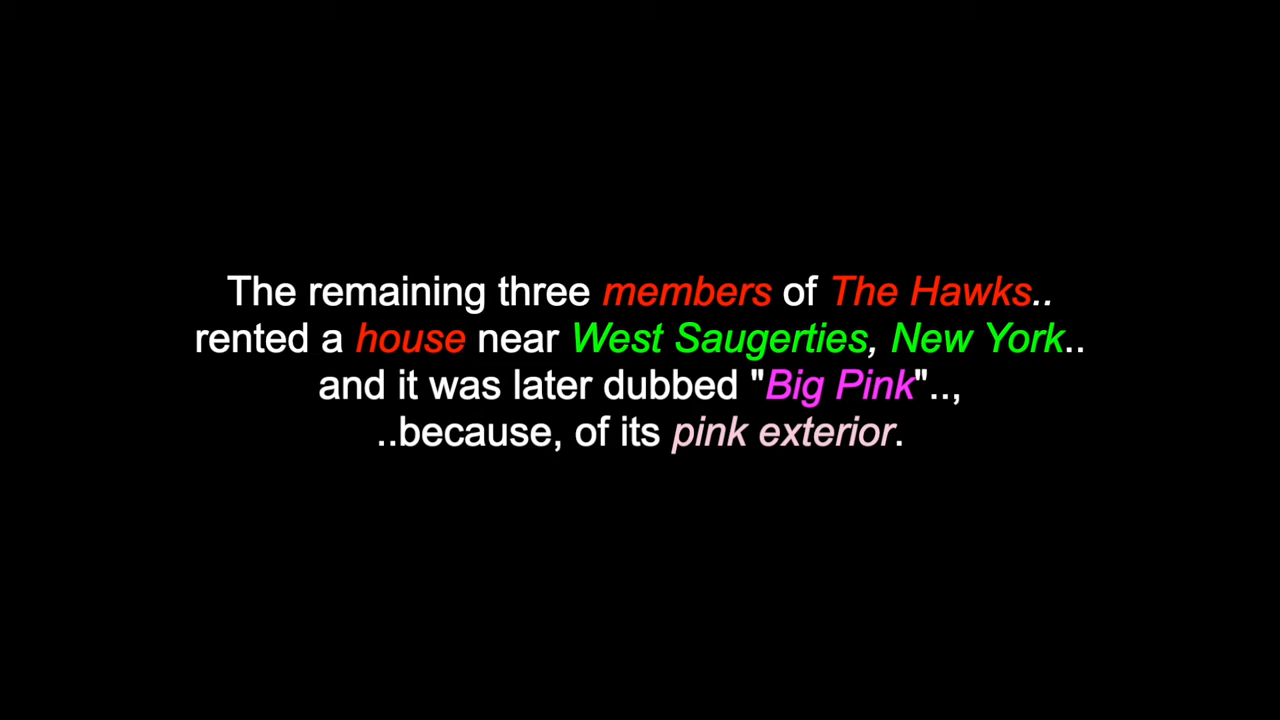 The remaining three members of The Hawks..
rented a house near West Saugerties, New York..
and it was later dubbed "Big Pink"..,
..because, of its pink exterior.